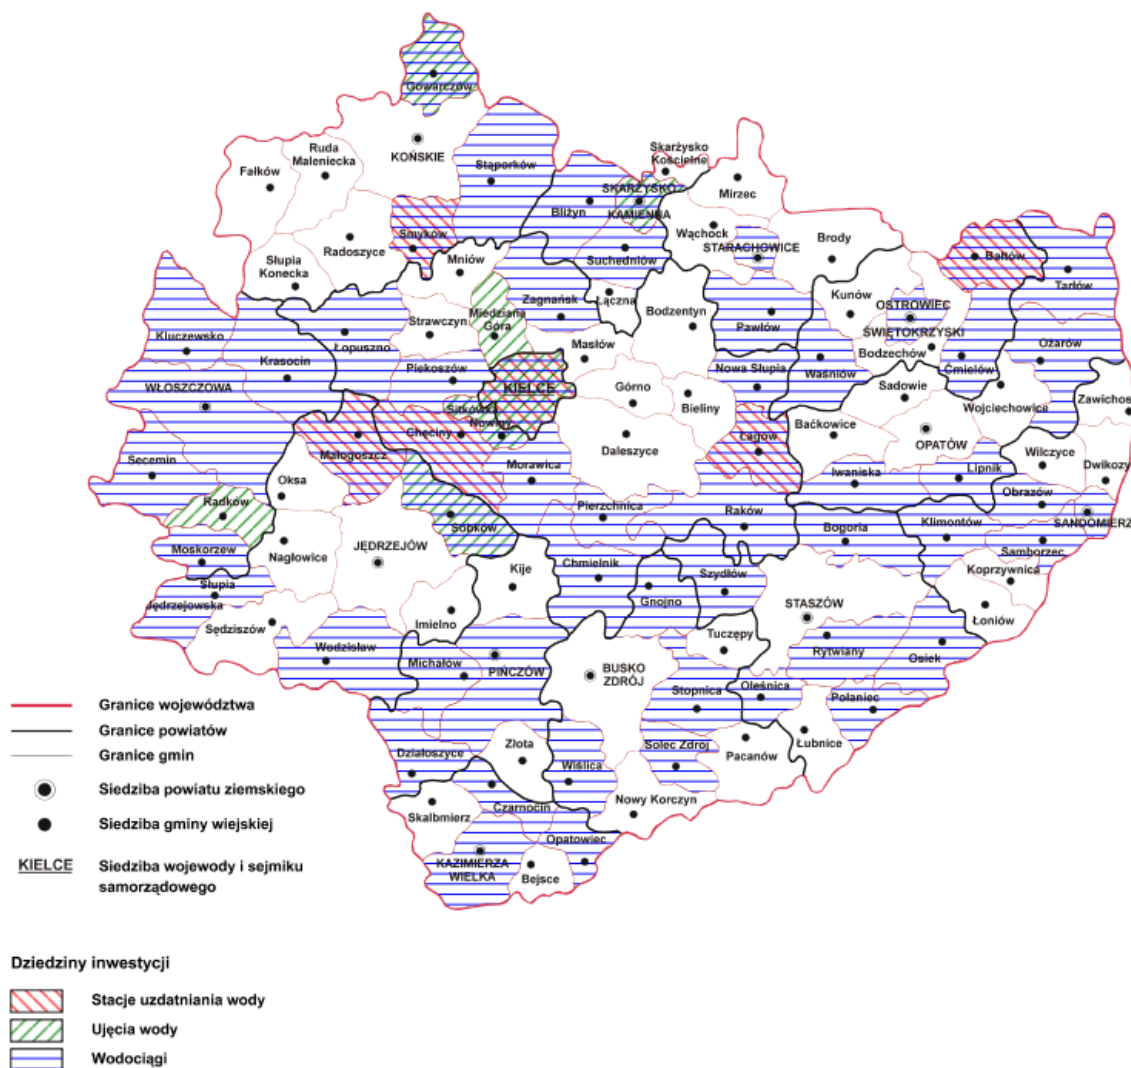 Gowarczów
KOŃSKIE
Ruda
Maleniecka
Fałków
Stąporków
Skarżysko
Kościelne
SKARŻYSKO
KAMIENNA
Bliżyn
Mirzec
Wąchock
STARACHOWICE
Brody
Smyków
Radoszyce
Słupia
Konecka
Mniów
Suchedniów
Łączna
Bodzentyn
Bałtów
Tarłów
Kunów
OSTROWIEC
ŚWIĘTOKRZYSKI
Bodzechów
Ćmielów
Ożarów
Kluczewsko
Krasocin
Łopuszno
Strawczyn
Miedziana
Góra
Zagnańsk
Masłów
Pawłów
Waśniów
Nowa Słupia
Sadowie
Wojciechowice
Zawichost
WŁOSZCZOWA
Piekoszów
KIELCE
Górno
Bieliny
Sitkówka
Nowiny
Chęciny
Małogoszcz
Daleszyce
Łagów
Baćkowice
OPATÓW
Wilczyce
Dwikozy
Secemin
Oksa
Morawica
Iwaniska
Lipnik
Obrazów
SANDOMIERZ
Radków
Sobków
Pierzchnica
Raków
Bogoria
Klimontów
Samborzec
Moskorzew
Nagłowice
JĘDRZEJÓW
Kije
Chmielnik
Gnojno
Szydłów
Koprzywnica
Słupia
Jędrzejowska
Sędziszów
Imielno
STASZÓW
Łoniów
Wodzisław
Michałów
PIŃCZÓW
BUSKO
ZDRÓJ
Tuczępy
Rytwiany
Osiek
Stopnica
Oleśnica
Połaniec
Działoszyce
Złota
Wiślica
Solec Zdrój
Pacanów
Łubnice
Skalbmierz
Czarnocin
Nowy Korczyn
Opatowiec
KAZIMIERZA
WIELKA
Bejsce
Granice województwa
Granice powiatów
Granice gmin
Siedziba powiatu ziemskiego
Siedziba gminy wiejskiej
KIELCE Siedziba wojewody i sejmiku
samorządowego
Dziedziny inwestycji
Stacje uzdatniania wody
Ujęcia wody
Wodociągi